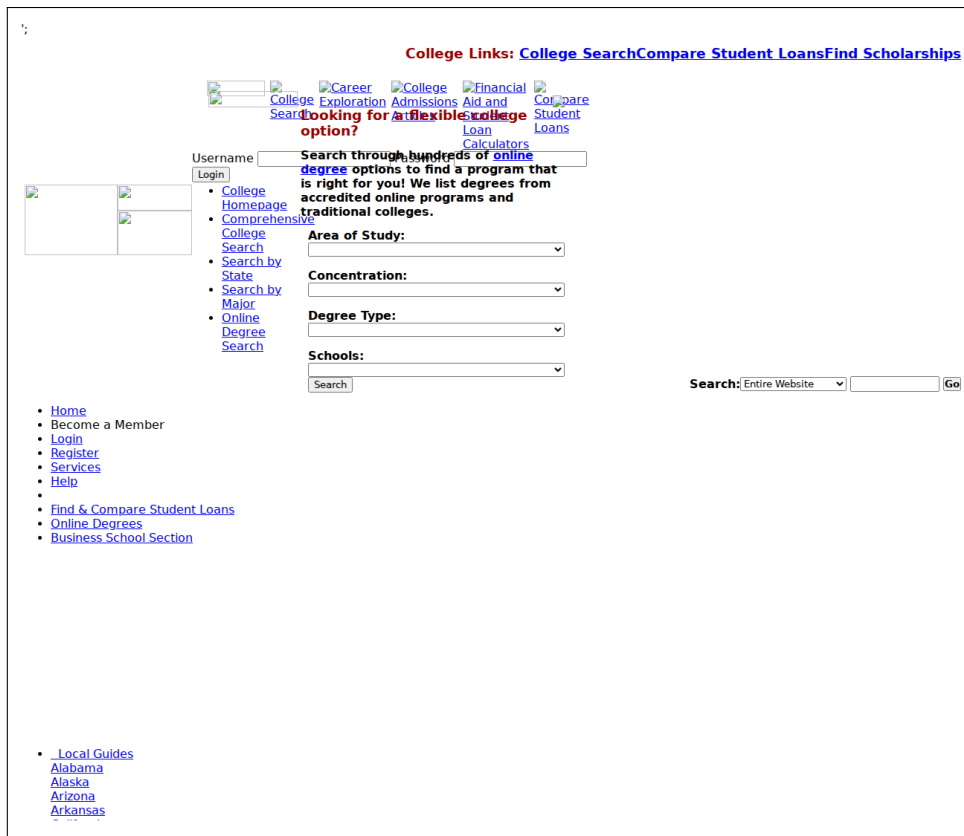 ';
College Links: College SearchCompare Student LoansFind Scholarships
College Search
Career Exploration
College Admissions Articles
Financial Aid and Student Loan Calculators
Compare Student Loans
Looking for a flexible college
option?
Username
Password
Login
Search through hundreds of online
degree options to find a program that
is right for you! We list degrees from
accredited online programs and
traditional colleges.
College
Homepage
Comprehensive
College
Search
Search by
State
Search by
Major
Online
Degree
Search
Area of Study:
Concentration:
Degree Type:
Schools:
Search
Search: Entire Website Go
Home
Become a Member
Login
Register
Services
Help
Find & Compare Student Loans
Online Degrees
Business School Section
Local Guides
Alabama
Alaska
Arizona
Arkansas